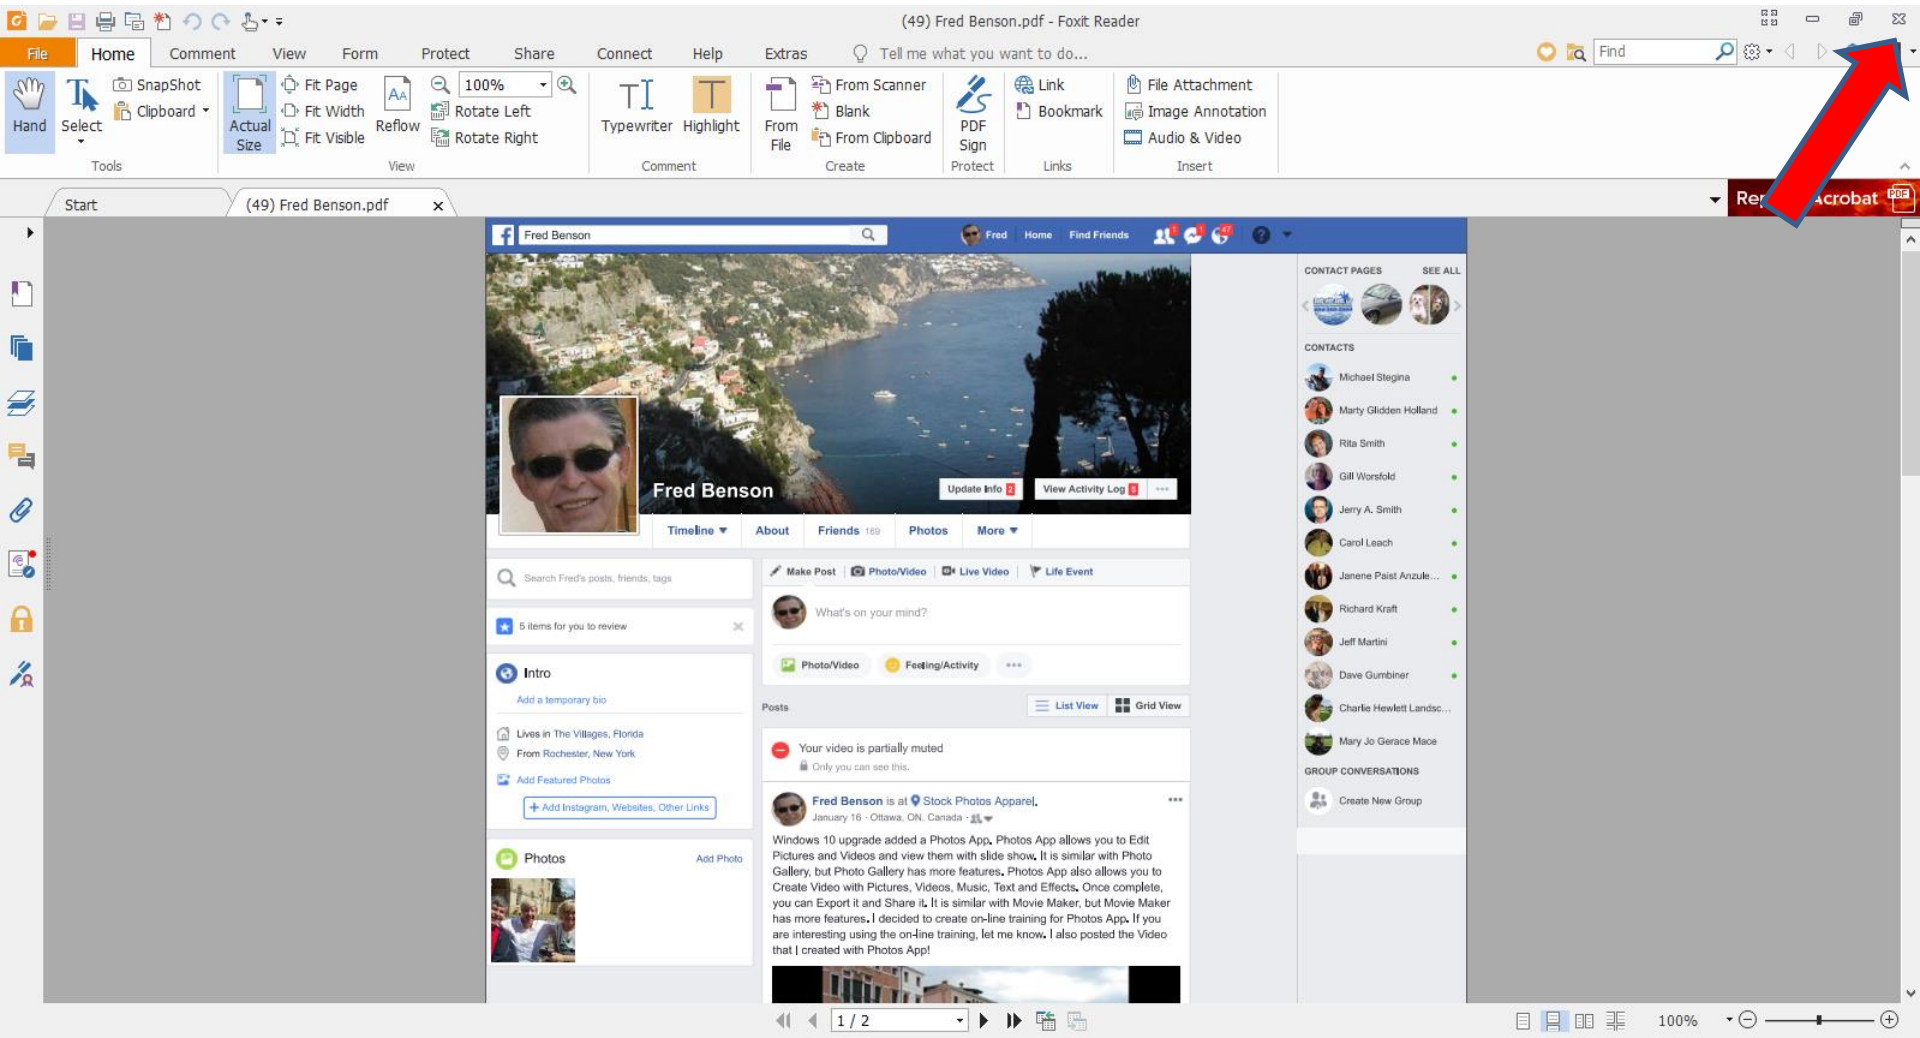 (49) Fred Benson.pdf - Foxit Reader
File Home Comment View Form Protect Share Connect Help Extras Tell me what you want to do... Find
Hand
Select
SnapShot
Clipboard
Tools
Actual Size
Fit Page
Fit Width
Fit Visible
Reflow
100%
Rotate Left
Rotate Right
View
Typewriter
Highlight
Comment
From File
From Scanner
Blank
From Clipboard
Create
PDF Sign
Protect
Link
Bookmark
Links
File Attachment
Image Annotation
Audio & Video
Insert
Start
(49) Fred Benson.pdf x
Acrobat
PDF
Fred Benson
Fred Home Find Friends 1 1 47
Fred Benson
Update Info 2
View Activity Log 5
Timeline About Friends 169 Photos More
Search Fred's posts, friends, tags
5 items for you to review
Intro
Add a temporary bio
Lives in The Villages, Florida
From Rochester, New York
Add Featured Photos
+ Add Instagram, Websites, Other Links
Photos Add Photo
Make Post Photo/Video Live Video Life Event
What's on your mind?
Photo/Video Feeling/Activity
Posts List View Grid View
Your video is partially muted
Only you can see this.
Fred Benson is at Stock Photos Apparel.
January 16 · Ottawa, ON, Canada ·
Windows 10 upgrade added a Photos App. Photos App allows you to Edit
Pictures and Videos and view them with slide show. It is similar with Photo
Gallery, but Photo Gallery has more features. Photos App also allows you to
Create Video with Pictures, Videos, Music, Text and Effects. Once complete,
you can Export it and Share it. It is similar with Movie Maker, but Movie Maker
has more features. I decided to create on-line training for Photos App. If you
are interesting using the on-line training, let me know. I also posted the Video
that I created with Photos App!
CONTACT PAGES SEE ALL
CONTACTS
Michael Stegina
Marty Glidden Holland
Rita Smith
Gill Worsfold
Jerry A. Smith
Carol Leach
Janene Paist Anzule...
Richard Kraft
Jeff Martini
Dave Gumbiner
Charlie Hewlett Landsc...
Mary Jo Gerace Mace
GROUP CONVERSATIONS
Create New Group
1 / 2
100%